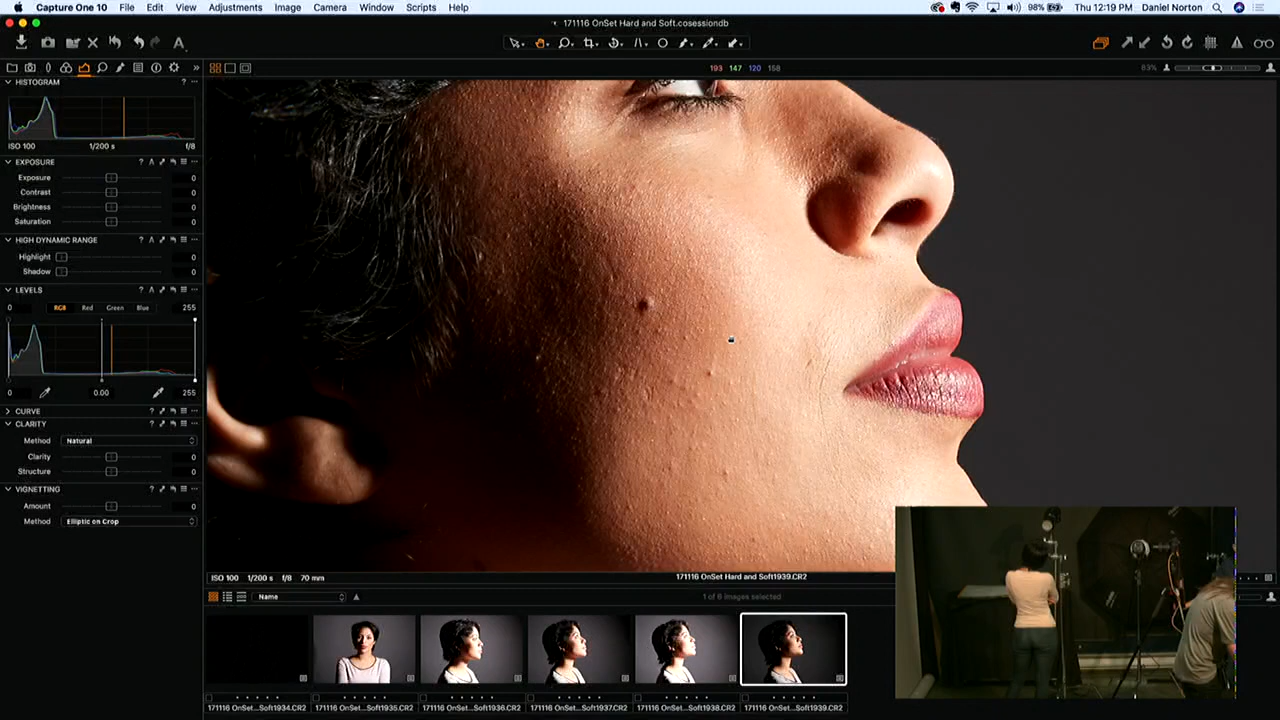 Capture One 10 File Edit View Adjustments Image Camera Window Scripts Help 98% Thu 12:19 PM Daniel Norton
171116 OnSet Hard and Soft.cosessiondb
193 147 120 158
83%
HISTOGRAM
ISO 100 1/200 s f/8
EXPOSURE
Exposure 0
Contrast 0
Brightness 0
Saturation 0
HIGH DYNAMIC RANGE
Highlight 0
Shadow 0
LEVELS
0 RGB Red Green Blue 255
0 0.00 255
CURVE
CLARITY
Method Natural
Clarity 0
Structure 0
VIGNETTING
Amount 0
Method Elliptic on Crop
ISO 100 1/200 s f/8 70 mm 171116 OnSet Hard and Soft1939.CR2
Name 1 of 6 images selected
171116 OnSet...Soft1934.CR2 171116 OnSet...Soft1935.CR2 171116 OnSet...Soft1936.CR2 171116 OnSet...Soft1937.CR2 171116 OnSet...Soft1938.CR2 171116 OnSet...Soft1939.CR2